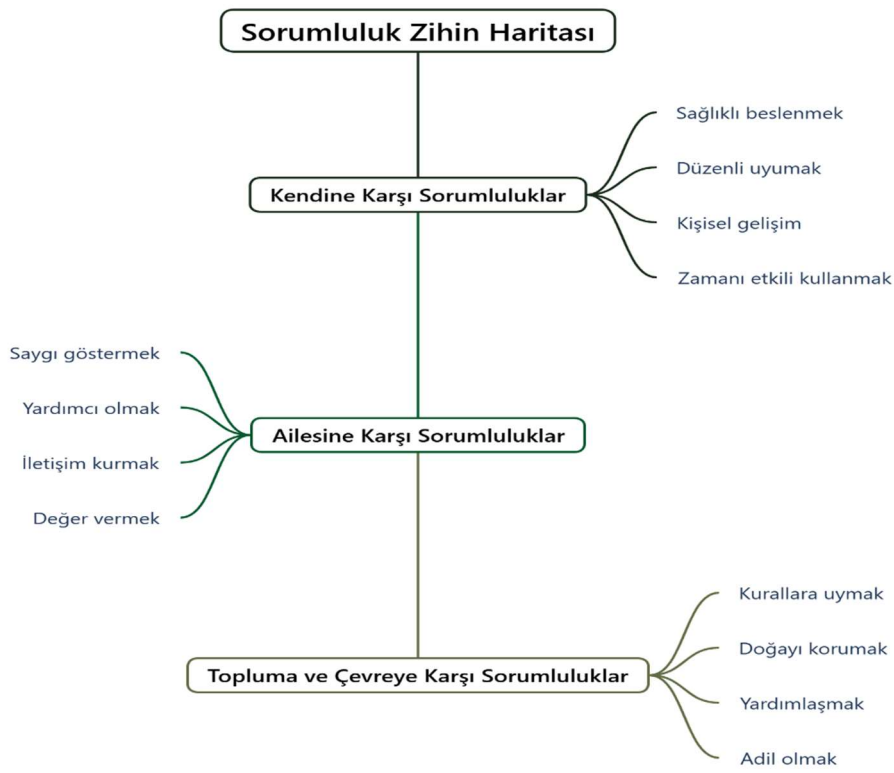 Sorumluluk Zihin Haritası
Kendine Karşı Sorumluluklar
Sağlıklı beslenmek
Düzenli uyumak
Kişisel gelişim
Zamanı etkili kullanmak
Ailesine Karşı Sorumluluklar
Saygı göstermek
Yardımcı olmak
İletişim kurmak
Değer vermek
Topluma ve Çevreye Karşı Sorumluluklar
Kurallara uymak
Doğayı korumak
Yardımlaşmak
Adil olmak